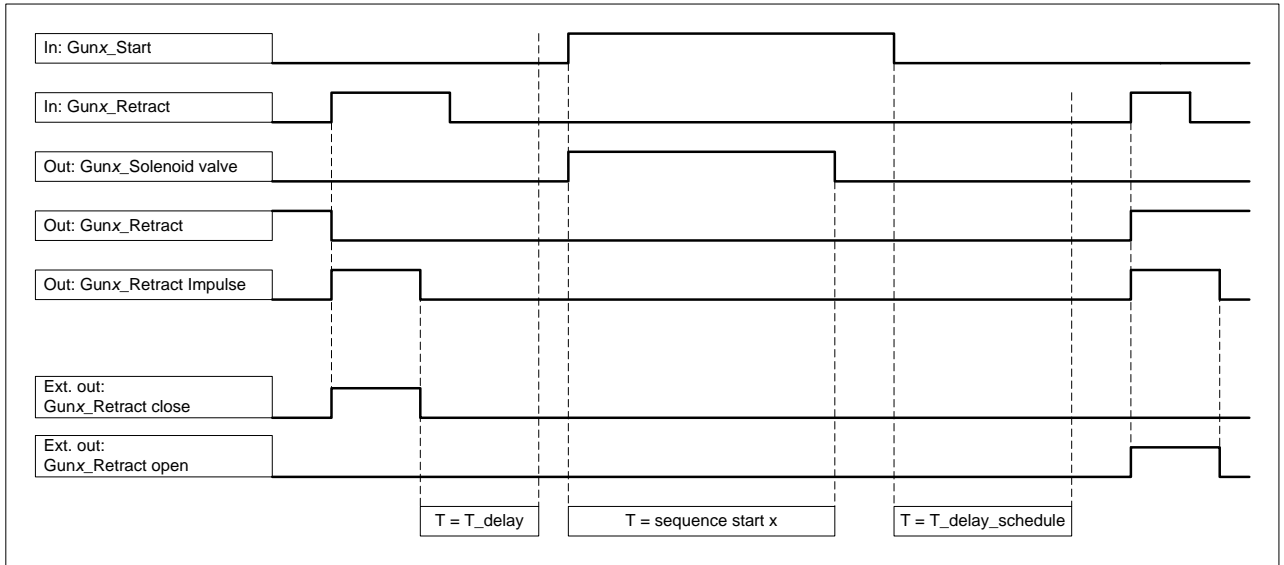 In: Gunx_Start
In: Gunx_Retract
Out: Gunx_Solenoid valve
Out: Gunx_Retract
Out: Gunx_Retract Impulse
Ext. out:
Gunx_Retract close
Ext. out:
Gunx_Retract open
T = T_delay
T = sequence start x
T = T_delay_schedule